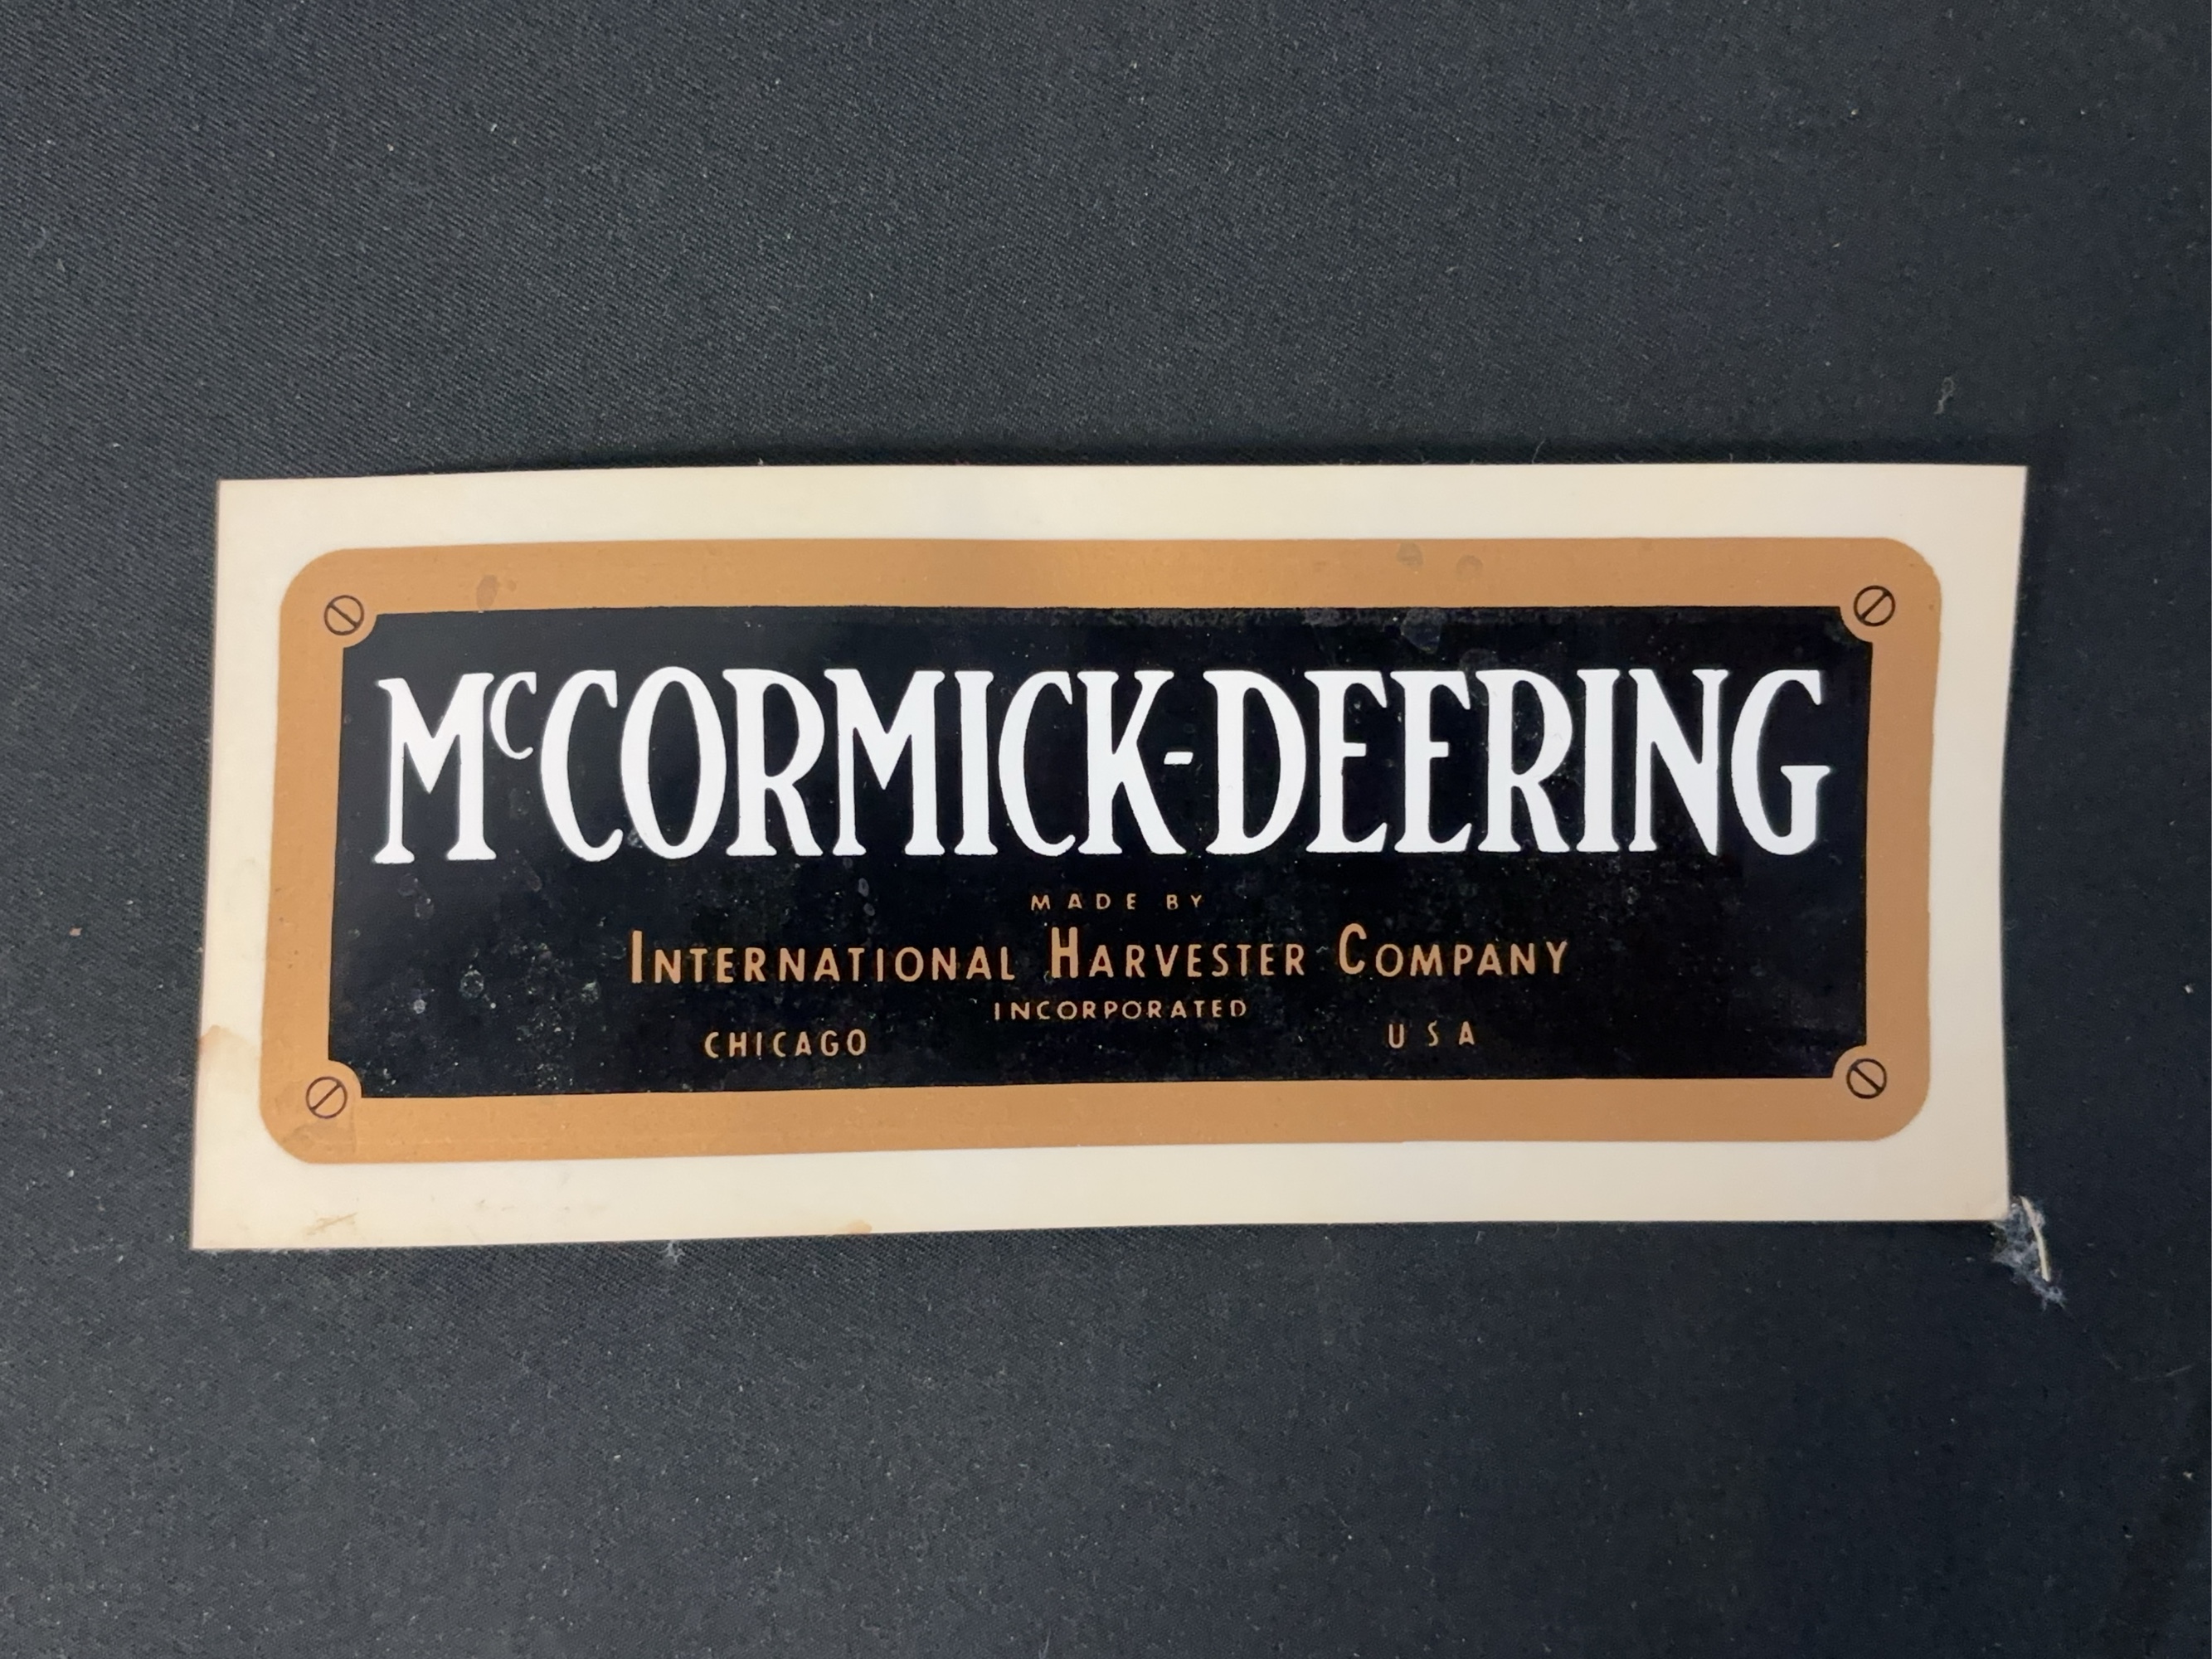 McCORMICK-DEERING
MADE BY
INTERNATIONAL HARVESTER COMPANY
INCORPORATED
CHICAGO USA